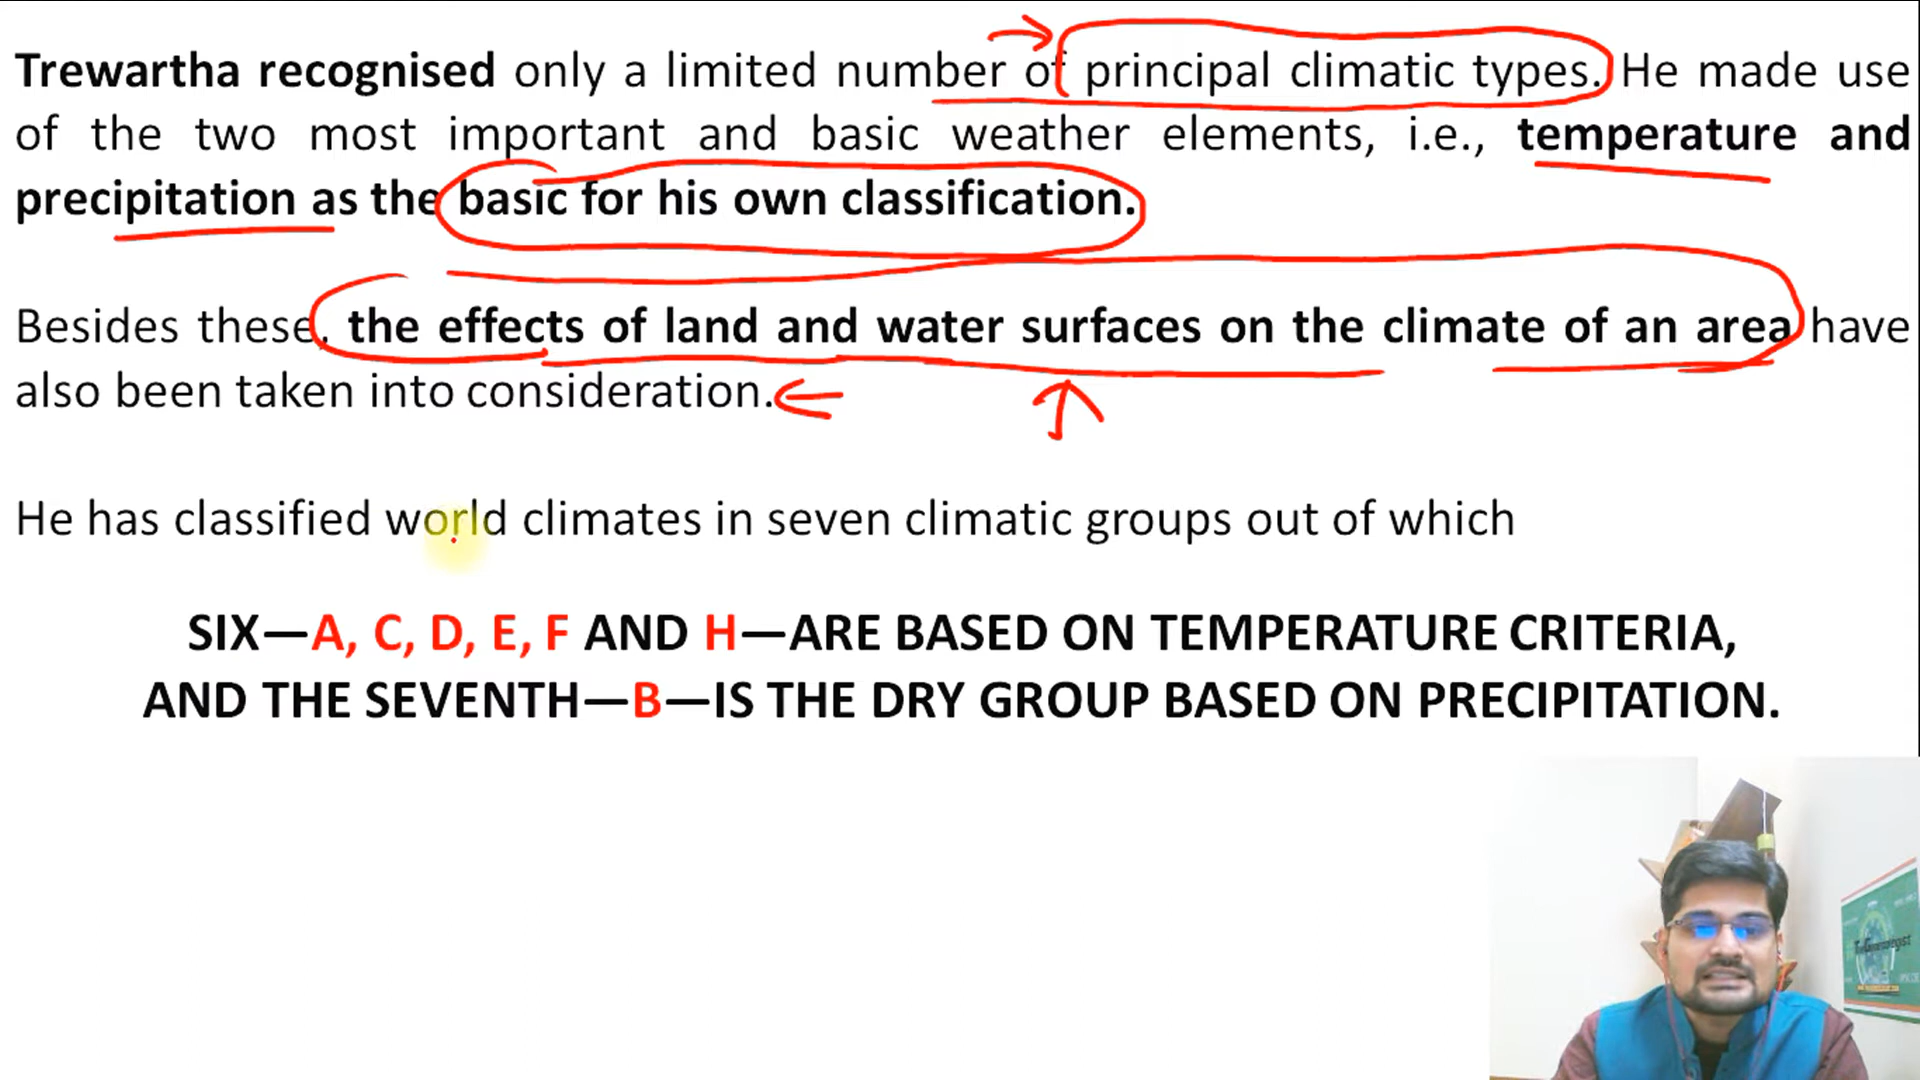 Trewartha recognised only a limited number of principal climatic types. He made use
of the two most important and basic weather elements, i.e., temperature and
precipitation as the basic for his own classification.
Besides these, the effects of land and water surfaces on the climate of an area have
also been taken into consideration.
He has classified world climates in seven climatic groups out of which
SIX—A, C, D, E, F AND H—ARE BASED ON TEMPERATURE CRITERIA,
AND THE SEVENTH—B—IS THE DRY GROUP BASED ON PRECIPITATION.